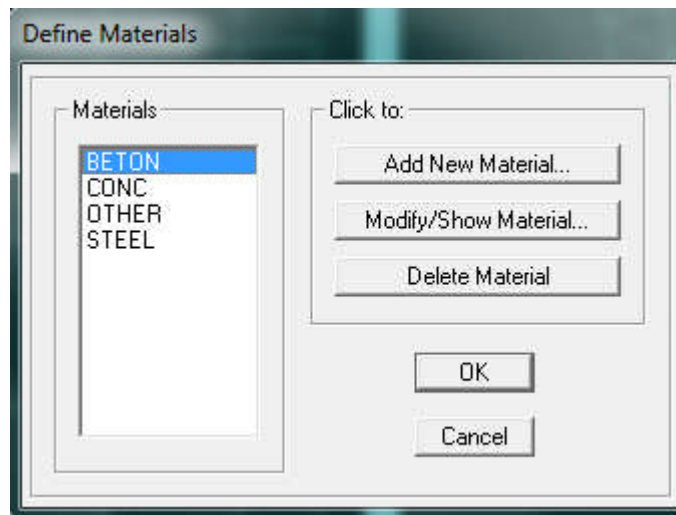 Define Materials
Materials
BETON
CONC
OTHER
STEEL
Click to:
Add New Material...
Modify/Show Material...
Delete Material
OK
Cancel